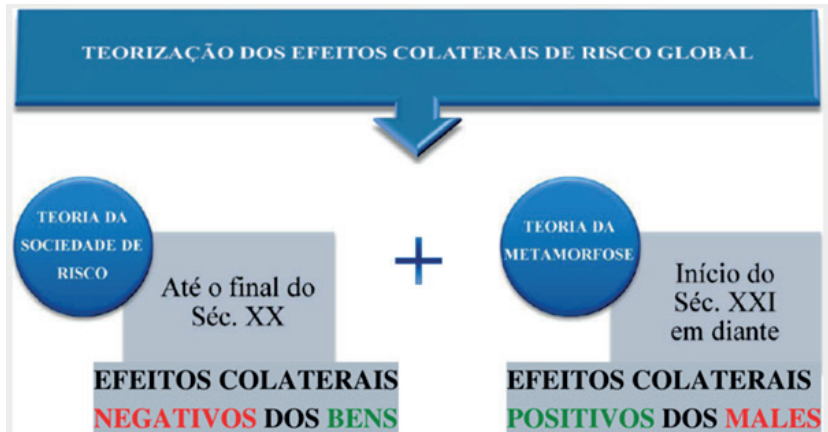 TEORIZAÇÃO DOS EFEITOS COLATERAIS DE RISCO GLOBAL
TEORIA DA
SOCIEDADE DE
RISCO
Até o final do
Séc. XX
EFEITOS COLATERAIS
NEGATIVOS DOS BENS
+
TEORIA DA
METAMORFOSE
Início do
Séc. XXI
em diante
EFEITOS COLATERAIS
POSITIVOS DOS MALES